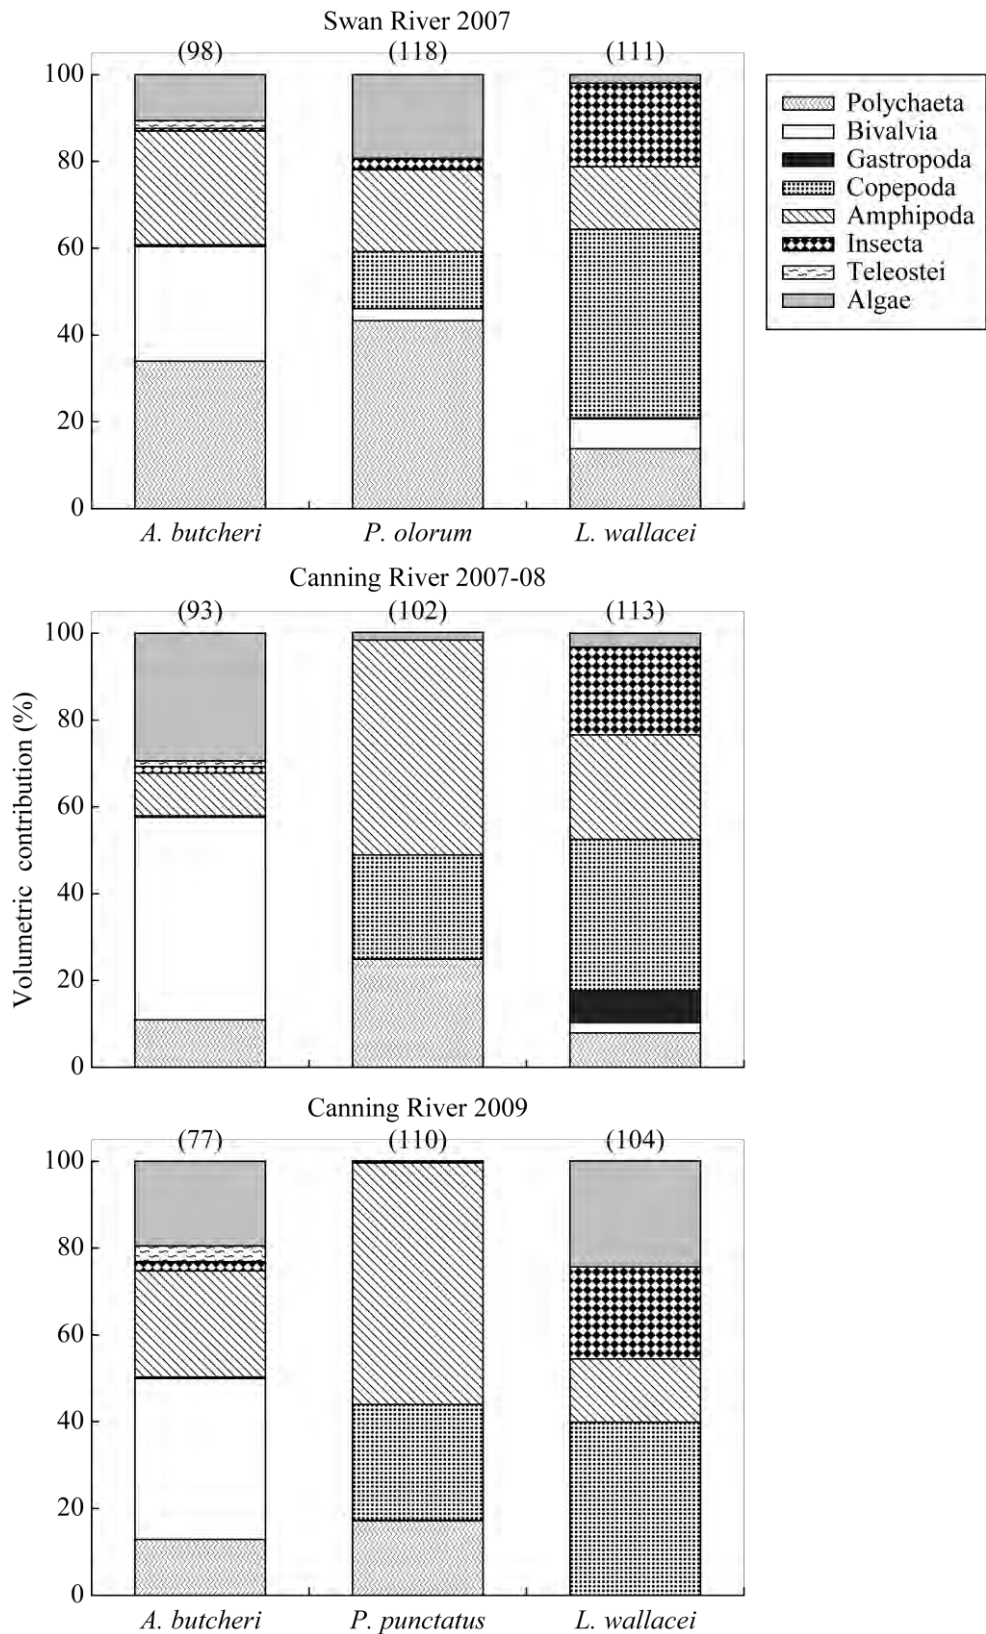 Swan River 2007
(98) (118) (111)
100
80
60
40
20
0
A. butcheri P. olorum L. wallacei
Polychaeta
Bivalvia
Gastropoda
Copepoda
Amphipoda
Insecta
Teleostei
Algae
Canning River 2007-08
(93) (102) (113)
100
80
60
40
20
0
Volumetric contribution (%)
Canning River 2009
(77) (110) (104)
100
80
60
40
20
0
A. butcheri P. punctatus L. wallacei